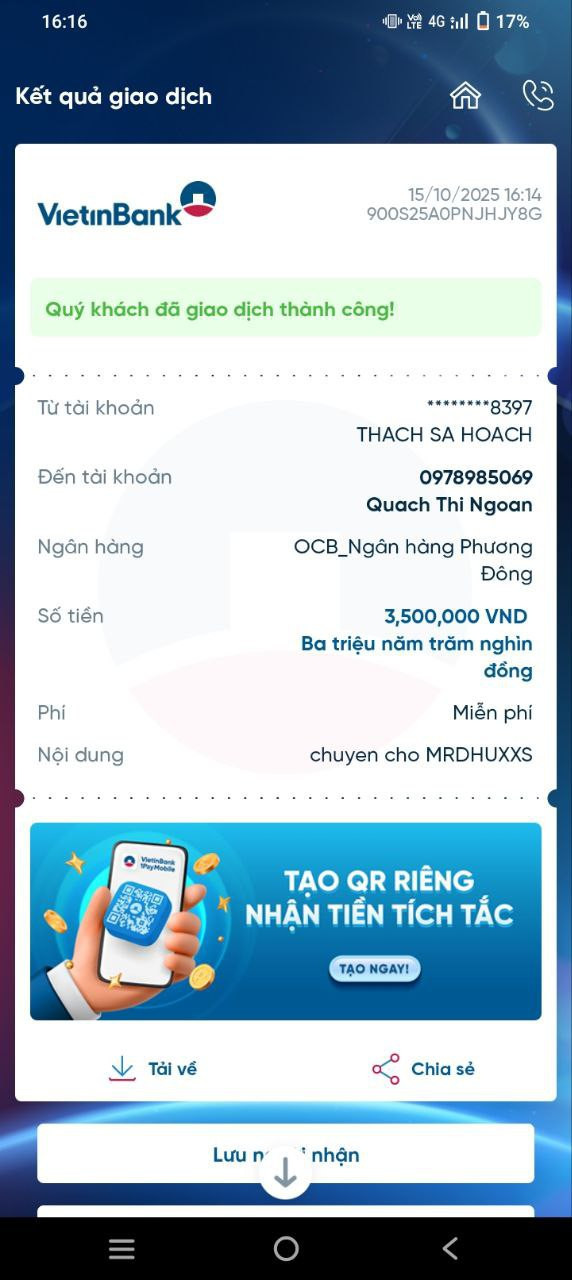 16:16
Vo)
LTE
4G
17%
Kết quả giao dịch
VietinBank
15/10/2025 16:14
900S25A0PNJHJY8G
Quý khách đã giao dịch thành công!
Từ tài khoản
********8397
THACH SA HOACH
Đến tài khoản
0978985069
Quach Thi Ngoan
Ngân hàng
OCB_Ngân hàng Phương
Đông
Số tiền
3,500,000 VND
Ba triệu năm trăm nghìn
đồng
Phí
Miễn phí
Nội dung
chuyen cho MRDHUXXS
VietinBank
iPayMobile
TẠO QR RIÊNG
NHẬN TIỀN TÍCH TẮC
TẠO NGAY!
Tải về
Chia sẻ
Lưu nhận